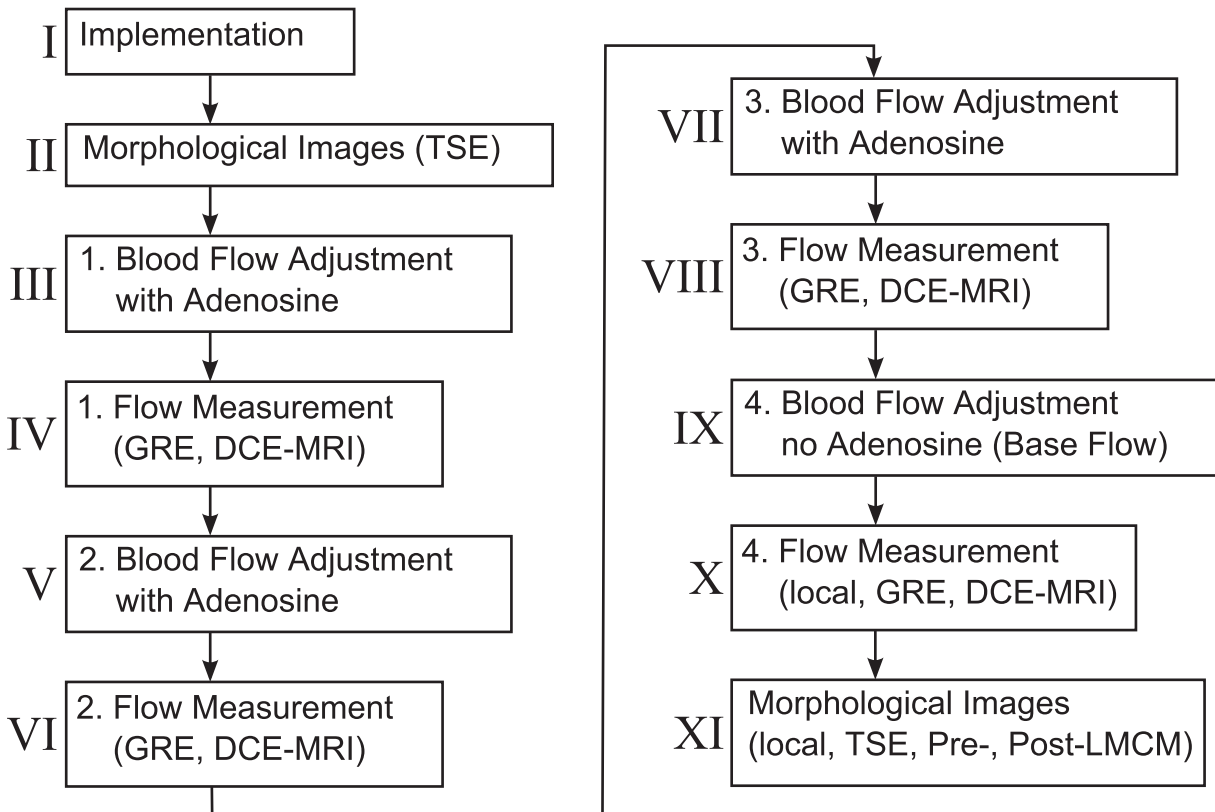 I
Implementation
II
Morphological Images (TSE)
III
1. Blood Flow Adjustment
with Adenosine
IV
1. Flow Measurement
(GRE, DCE-MRI)
V
2. Blood Flow Adjustment
with Adenosine
VI
2. Flow Measurement
(GRE, DCE-MRI)
VII
3. Blood Flow Adjustment
with Adenosine
VIII
3. Flow Measurement
(GRE, DCE-MRI)
IX
4. Blood Flow Adjustment
no Adenosine (Base Flow)
X
4. Flow Measurement
(local, GRE, DCE-MRI)
XI
Morphological Images
(local, TSE, Pre-, Post-LMCM)